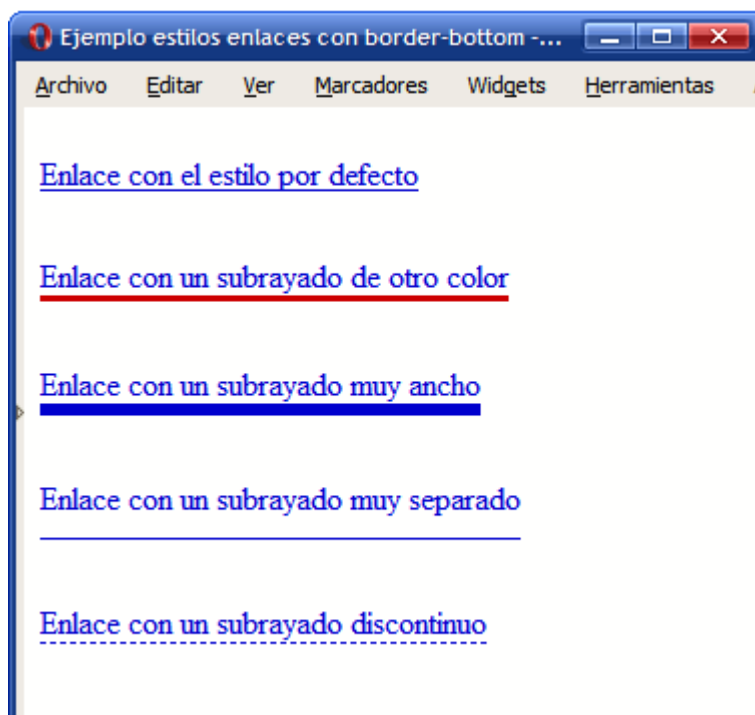 Ejemplo estilos enlaces con border-bottom -...
Archivo Editar Ver Marcadores Widgets Herramientas
Enlace con el estilo por defecto
Enlace con un subrayado de otro color
Enlace con un subrayado muy ancho
Enlace con un subrayado muy separado
Enlace con un subrayado discontinuo